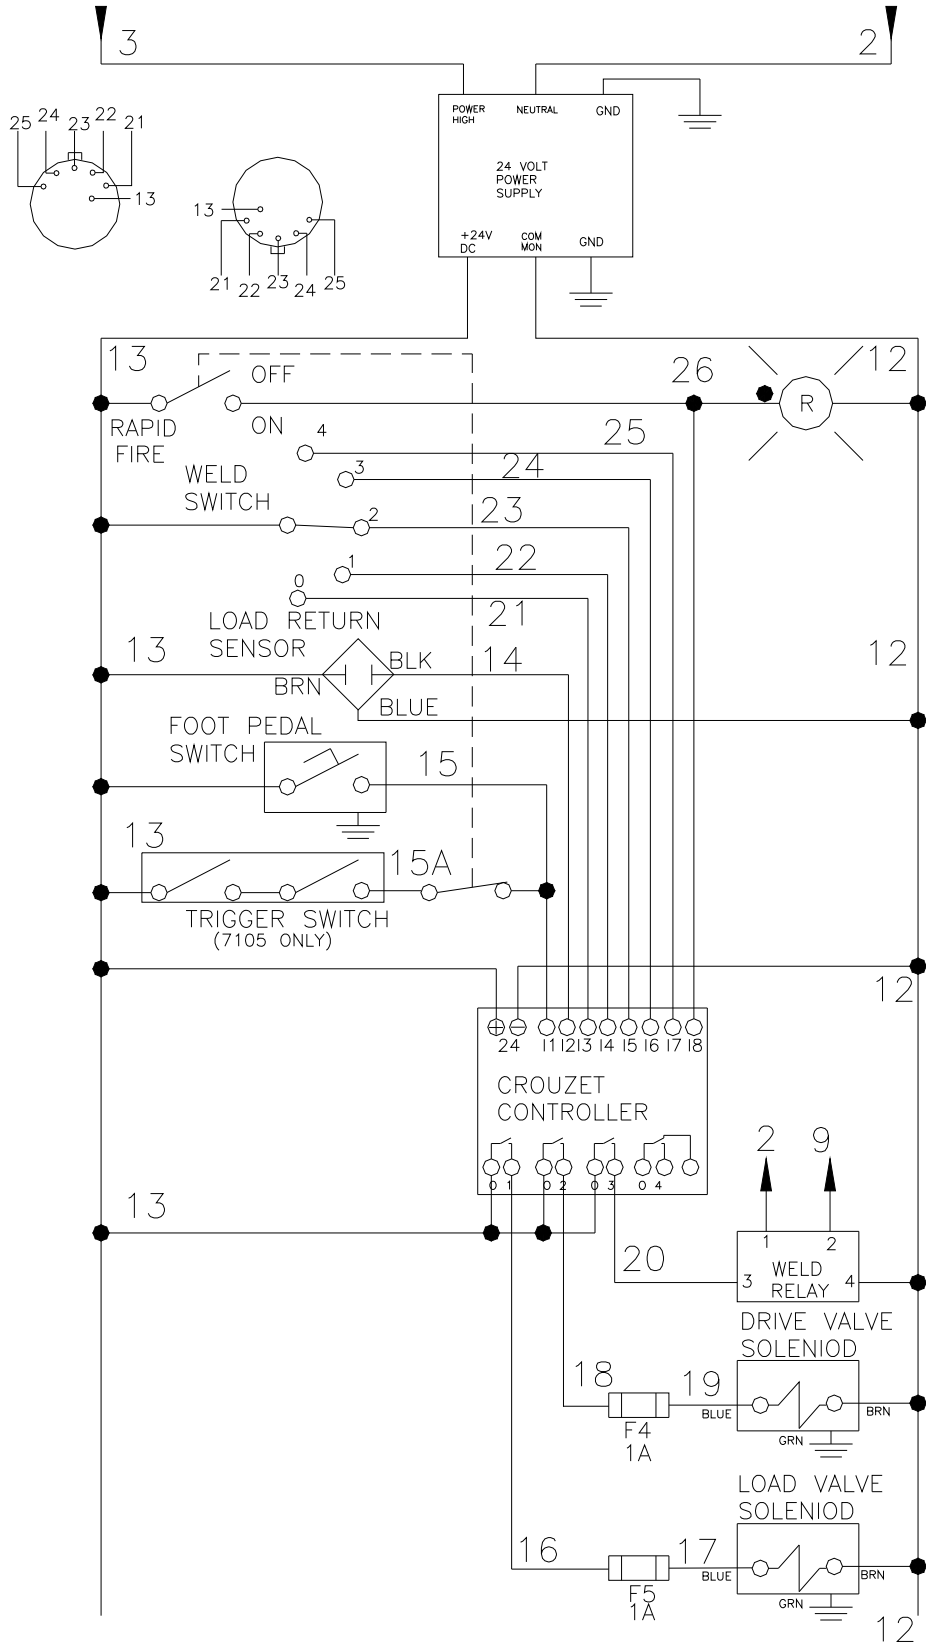 3
2
POWER
HIGH
NEUTRAL
GND
24 VOLT
POWER
SUPPLY
+24V
DC
COM
MON
GND
25
24
23
22
21
13
13
21
22
23
24
25
13
OFF
ON
RAPID
FIRE
26
R
12
4
25
WELD
SWITCH
3
24
2
23
1
22
0
21
LOAD RETURN
SENSOR
13
BRN
BLK
14
BLUE
12
FOOT PEDAL
SWITCH
15
13
15A
TRIGGER SWITCH
(7105 ONLY)
12
24
I1
I2
I3
I4
I5
I6
I7
I8
CROUZET
CONTROLLER
0
1
0
2
0
3
0
4
13
2
9
1
2
WELD
RELAY
3
4
20
DRIVE VALVE
SOLENIOD
18
F4
1A
19
BLUE
BRN
GRN
LOAD VALVE
SOLENIOD
16
F5
1A
17
BLUE
BRN
GRN
12